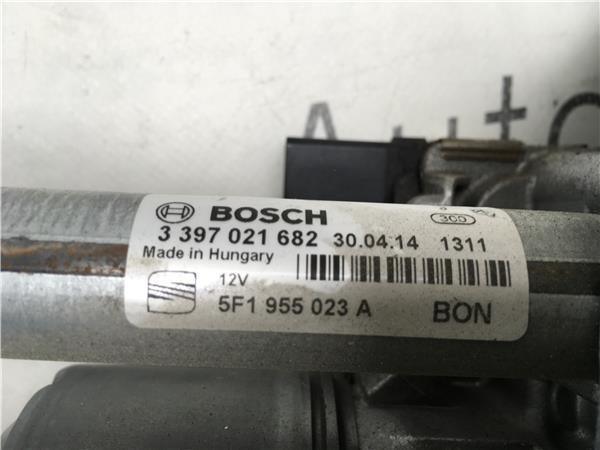 BOSCH
3 397 021 682 30.04.14 1311
Made in Hungary
12V
5F1 955 023 A BON